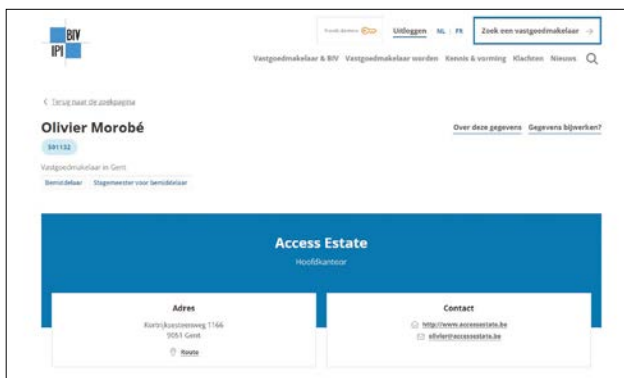 BIV
IPI
Uitloggen NL | FR Zoek een vastgoedmakelaar
Vastgoedmakelaar & BIV Vastgoedmakelaar worden Kennis & vorming Klachten Nieuws
Terug naar de zoekpagina
Olivier Morobé
Over deze gegevens Gegevens bijwerken?
501132
Vastgoedmakelaar in Gent
Bemiddelaar Stagemeester voor bemiddelaar
Access Estate
Hoofdkantoor
Adres
Kortrijksesteenweg 1166
9051 Gent
Route
Contact
http://www.accessestate.be
olivier@accessestate.be